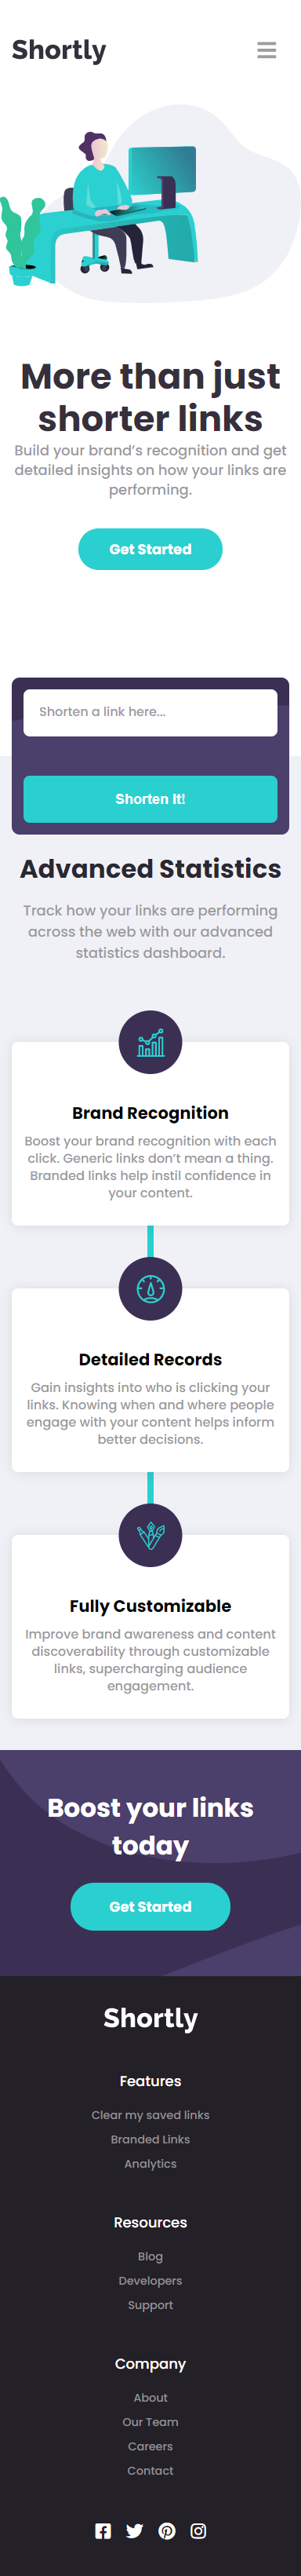 Shortly
More than just
shorter links
Build your brand’s recognition and get
detailed insights on how your links are
performing.
Get Started
Shorten a link here...
Shorten It!
Advanced Statistics
Track how your links are performing
across the web with our advanced
statistics dashboard.
Brand Recognition
Boost your brand recognition with each
click. Generic links don’t mean a thing.
Branded links help instil confidence in
your content.
Detailed Records
Gain insights into who is clicking your
links. Knowing when and where people
engage with your content helps inform
better decisions.
Fully Customizable
Improve brand awareness and content
discoverability through customizable
links, supercharging audience
engagement.
Boost your links
today
Get Started
Shortly
Features
Clear my saved links
Branded Links
Analytics
Resources
Blog
Developers
Support
Company
About
Our Team
Careers
Contact